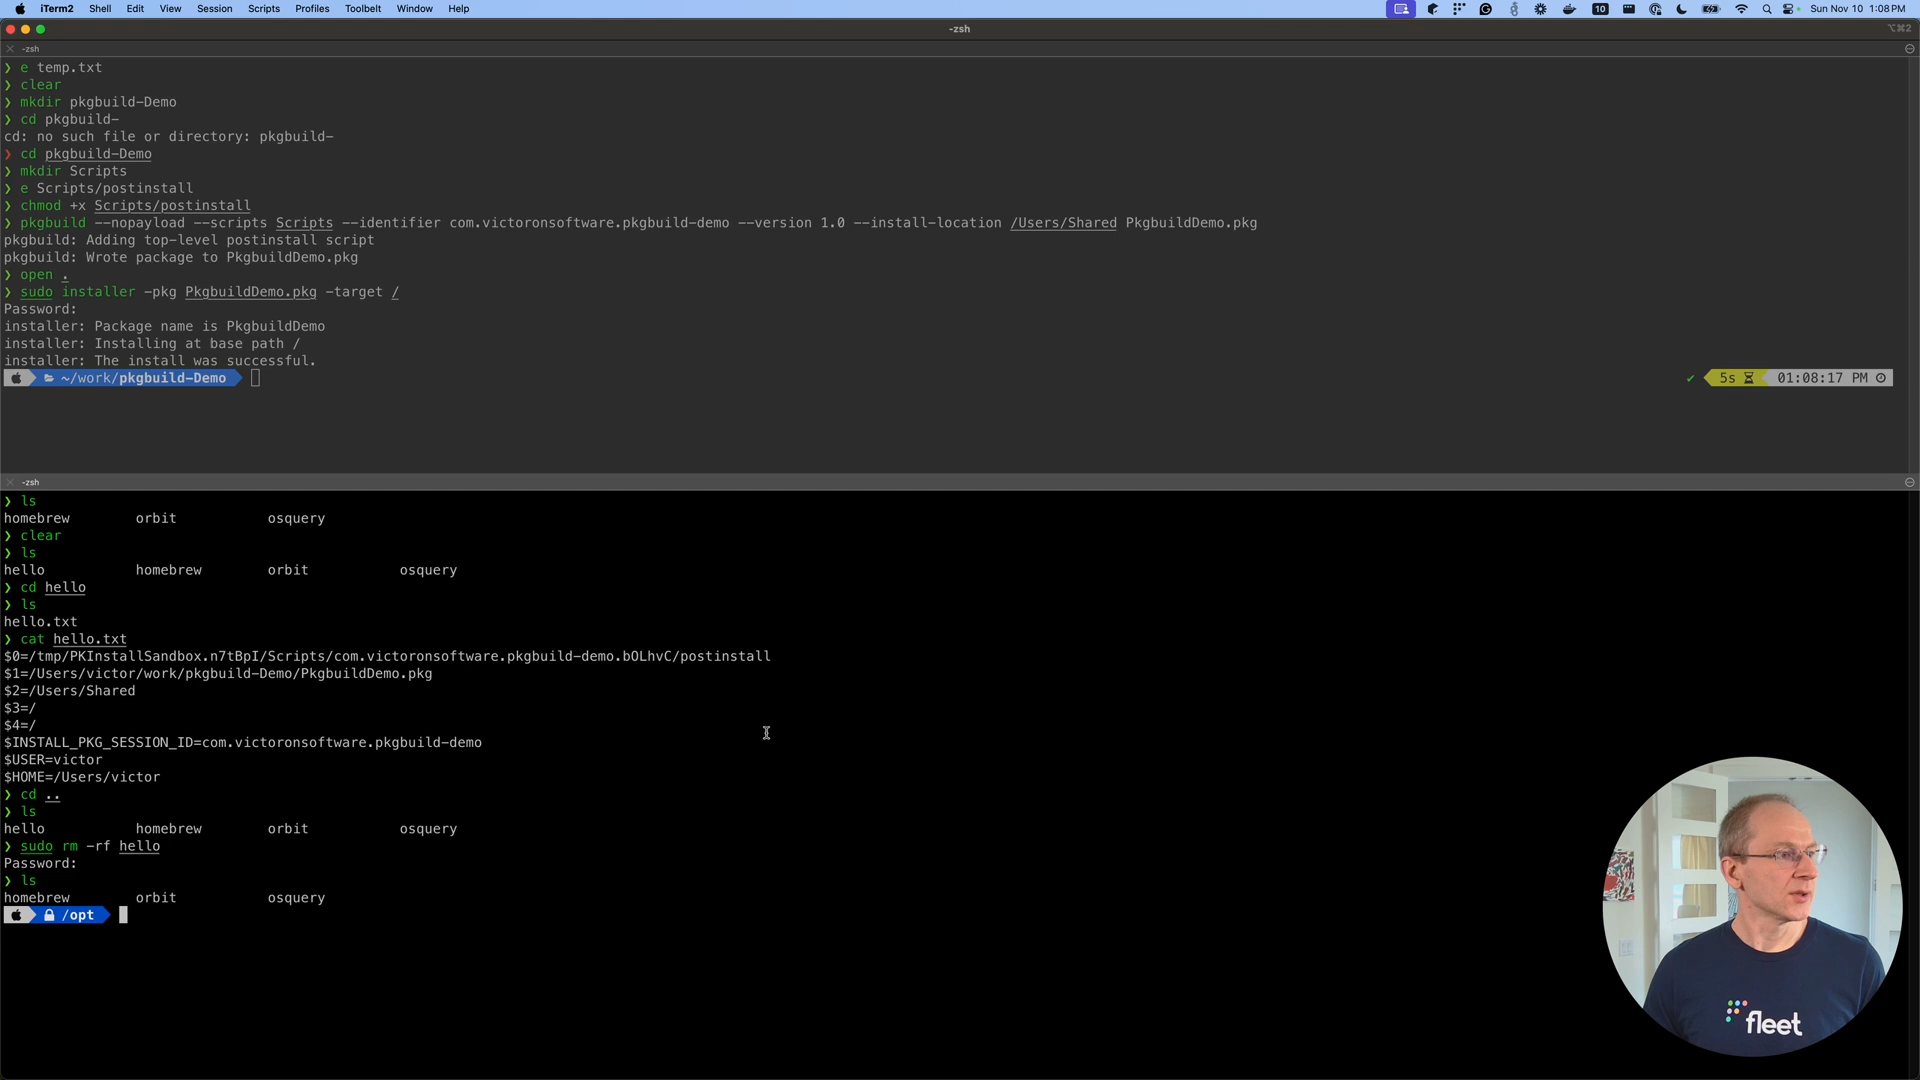 iTerm2 Shell Edit View Session Scripts Profiles Toolbelt Window Help 10 Sun Nov 10 1:08 PM
-zsh ⌥⌘2
-zsh
❯ e temp.txt
❯ clear
❯ mkdir pkgbuild-Demo
❯ cd pkgbuild-
cd: no such file or directory: pkgbuild-
❯ cd pkgbuild-Demo
❯ mkdir Scripts
❯ e Scripts/postinstall
❯ chmod +x Scripts/postinstall
❯ pkgbuild --nopayload --scripts Scripts --identifier com.victoronsoftware.pkgbuild-demo --version 1.0 --install-location /Users/Shared PkgbuildDemo.pkg
pkgbuild: Adding top-level postinstall script
pkgbuild: Wrote package to PkgbuildDemo.pkg
❯ open .
❯ sudo installer -pkg PkgbuildDemo.pkg -target /
Password:
installer: Package name is PkgbuildDemo
installer: Installing at base path /
installer: The install was successful.
~/work/pkgbuild-Demo ✔ 5s 01:08:17 PM
-zsh
❯ ls
homebrew orbit osquery
❯ clear
❯ ls
hello homebrew orbit osquery
❯ cd hello
❯ ls
hello.txt
❯ cat hello.txt
$0=/tmp/PKInstallSandbox.n7tBpI/Scripts/com.victoronsoftware.pkgbuild-demo.bOLhvC/postinstall
$1=/Users/victor/work/pkgbuild-Demo/PkgbuildDemo.pkg
$2=/Users/Shared
$3=/
$4=/
$INSTALL_PKG_SESSION_ID=com.victoronsoftware.pkgbuild-demo
$USER=victor
$HOME=/Users/victor
❯ cd ..
❯ ls
hello homebrew orbit osquery
❯ sudo rm -rf hello
Password:
❯ ls
homebrew orbit osquery
/opt
fleet